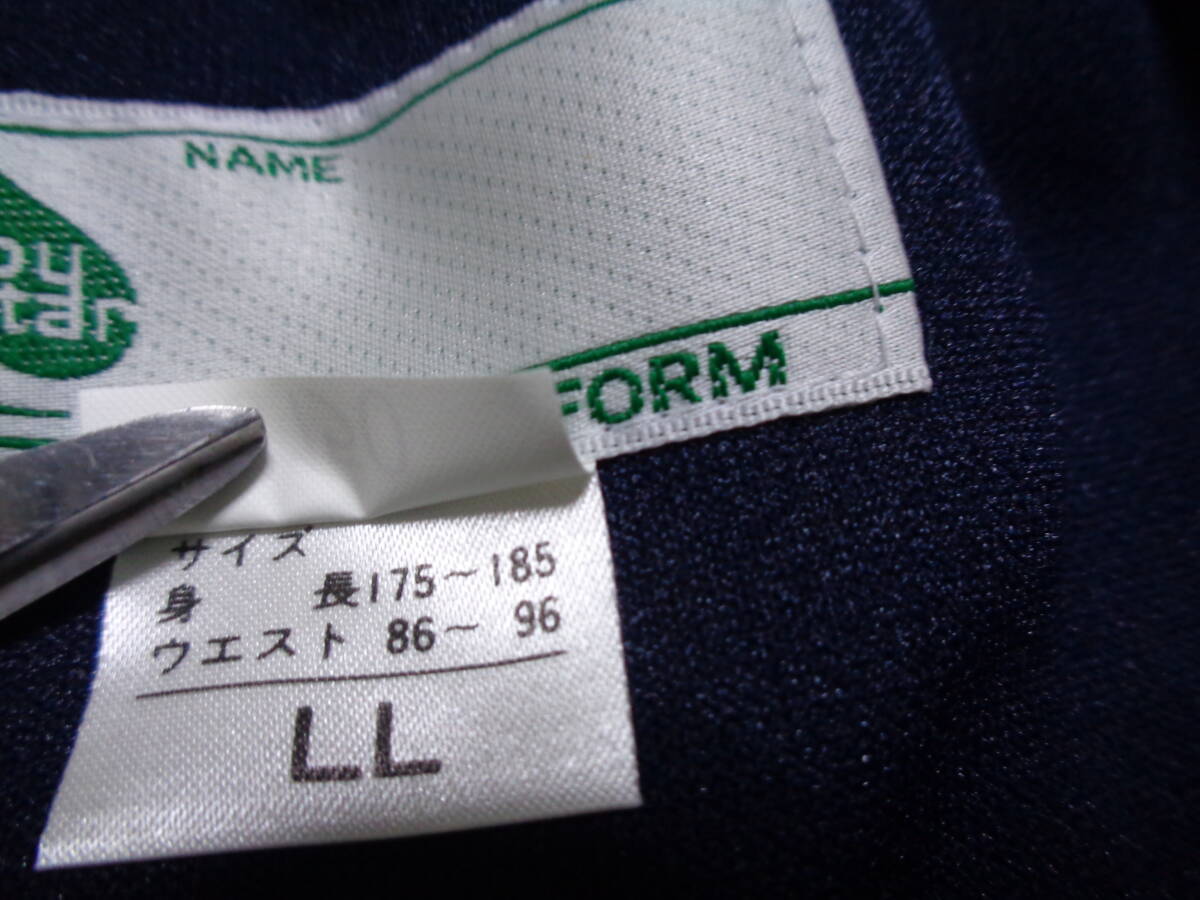 NAME
FORM
サイズ
身 長175～185
ウエスト 86～ 96
LL